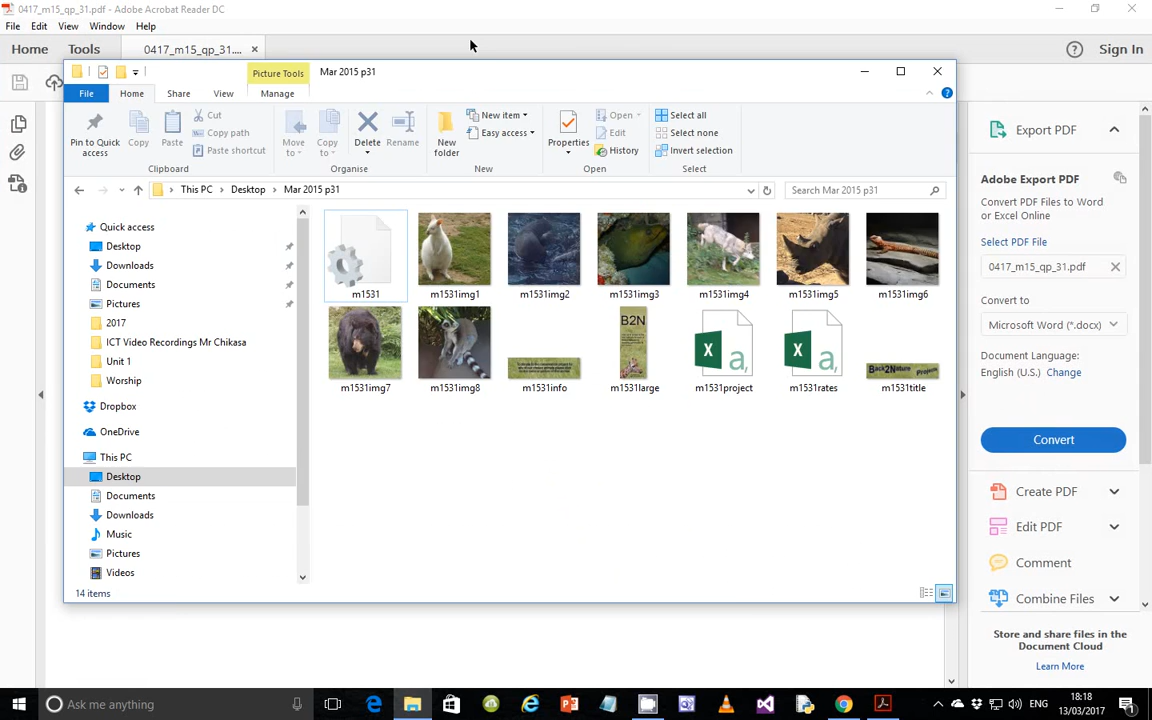 0417_m15_qp_31.pdf - Adobe Acrobat Reader DC
File Edit View Window Help
Home Tools 0417_m15_qp_31.... Sign In
Picture Tools Mar 2015 p31
File Home Share View Manage
Pin to Quick access
Copy
Paste
Cut
Copy path
Paste shortcut
Move to
Copy to
Delete
Rename
New folder
New item
Easy access
Properties
Open
Edit
History
Select all
Select none
Invert selection
Clipboard Organise New Open Select
This PC Desktop Mar 2015 p31 Search Mar 2015 p31
Quick access
Desktop
Downloads
Documents
Pictures
2017
ICT Video Recordings Mr Chikasa
Unit 1
Worship
Dropbox
OneDrive
This PC
Desktop
Documents
Downloads
Music
Pictures
Videos
m1531 m1531img1 m1531img2 m1531img3 m1531img4 m1531img5 m1531img6
B2N
Back2Nature Projects
m1531img7 m1531img8 m1531info m1531large m1531project m1531rates m1531title
14 items
Export PDF
Adobe Export PDF
Convert PDF Files to Word
or Excel Online
Select PDF File
0417_m15_qp_31.pdf
Convert to
Microsoft Word (*.docx)
Document Language:
English (U.S.) Change
Convert
Create PDF
Edit PDF
Comment
Combine Files
Store and share files in the
Document Cloud
Learn More
Ask me anything
ENG
18:18
13/03/2017